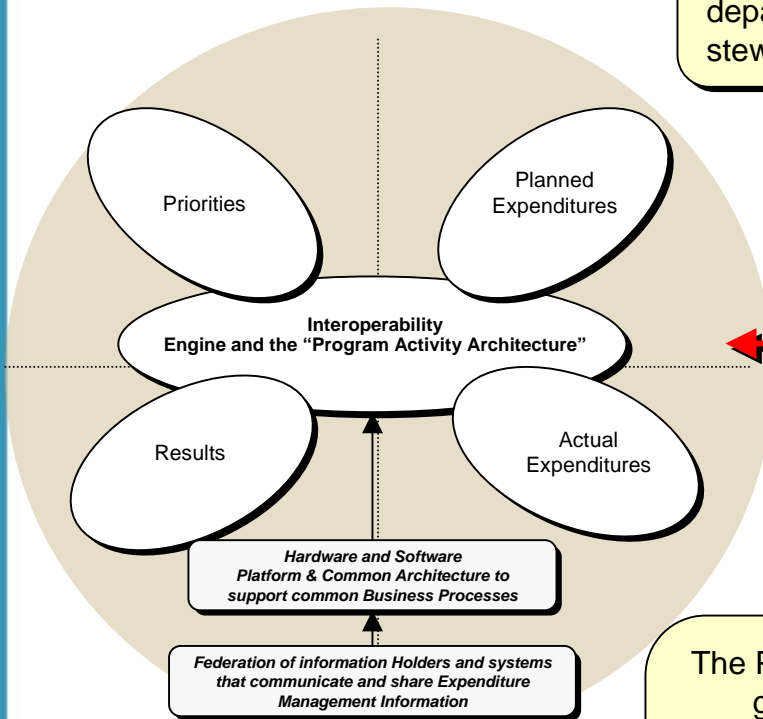 Priorities
Planned
Expenditures
Interoperability
Engine and the “Program Activity Architecture”
Results
Actual
Expenditures
Hardware and Software
Platform & Common Architecture to
support common Business Processes
Federation of information Holders and systems
that communicate and share Expenditure
Management Information
The